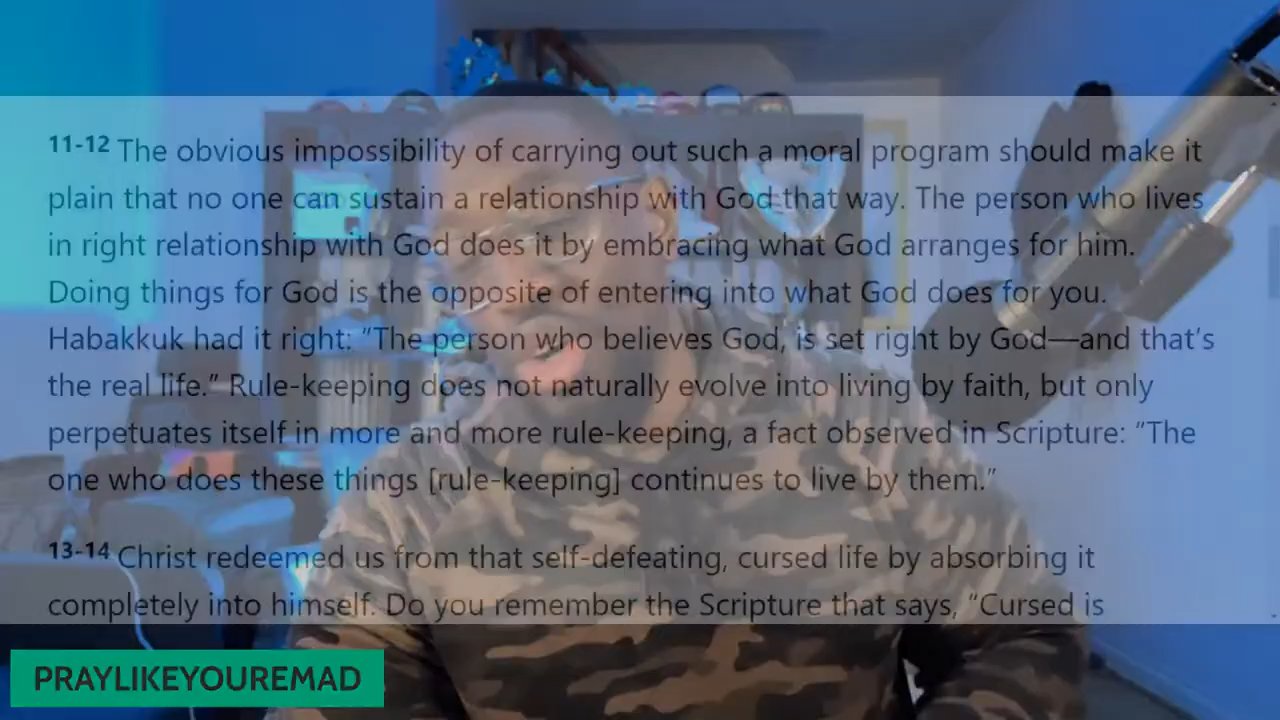 11-12 The obvious impossibility of carrying out such a moral program should make it
plain that no one can sustain a relationship with God that way. The person who lives
in right relationship with God does it by embracing what God arranges for him.
Doing things for God is the opposite of entering into what God does for you.
Habakkuk had it right: “The person who believes God, is set right by God—and that’s
the real life.” Rule-keeping does not naturally evolve into living by faith, but only
perpetuates itself in more and more rule-keeping, a fact observed in Scripture: “The
one who does these things [rule-keeping] continues to live by them.”
13-14 Christ redeemed us from that self-defeating, cursed life by absorbing it
completely into himself. Do you remember the Scripture that says, “Cursed is
PRAYLIKEYOUREMAD